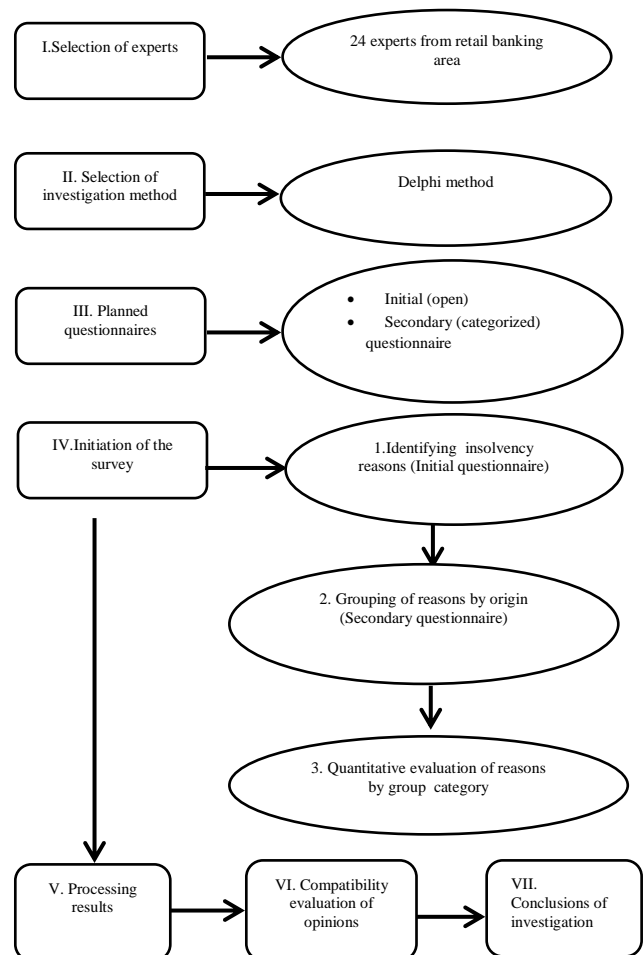 I.Selection of experts
24 experts from retail banking
area
II. Selection of
investigation method
Delphi method
III. Planned
questionnaires
• Initial (open)
• Secondary (categorized)
questionnaire
IV.Initiation of the
survey
1.Identifying insolvency
reasons (Initial questionnaire)
2. Grouping of reasons by origin
(Secondary questionnaire)
3. Quantitative evaluation of reasons
by group category
V. Processing
results
VI. Compatibility
evaluation of
opinions
VII.
Conclusions of
investigation